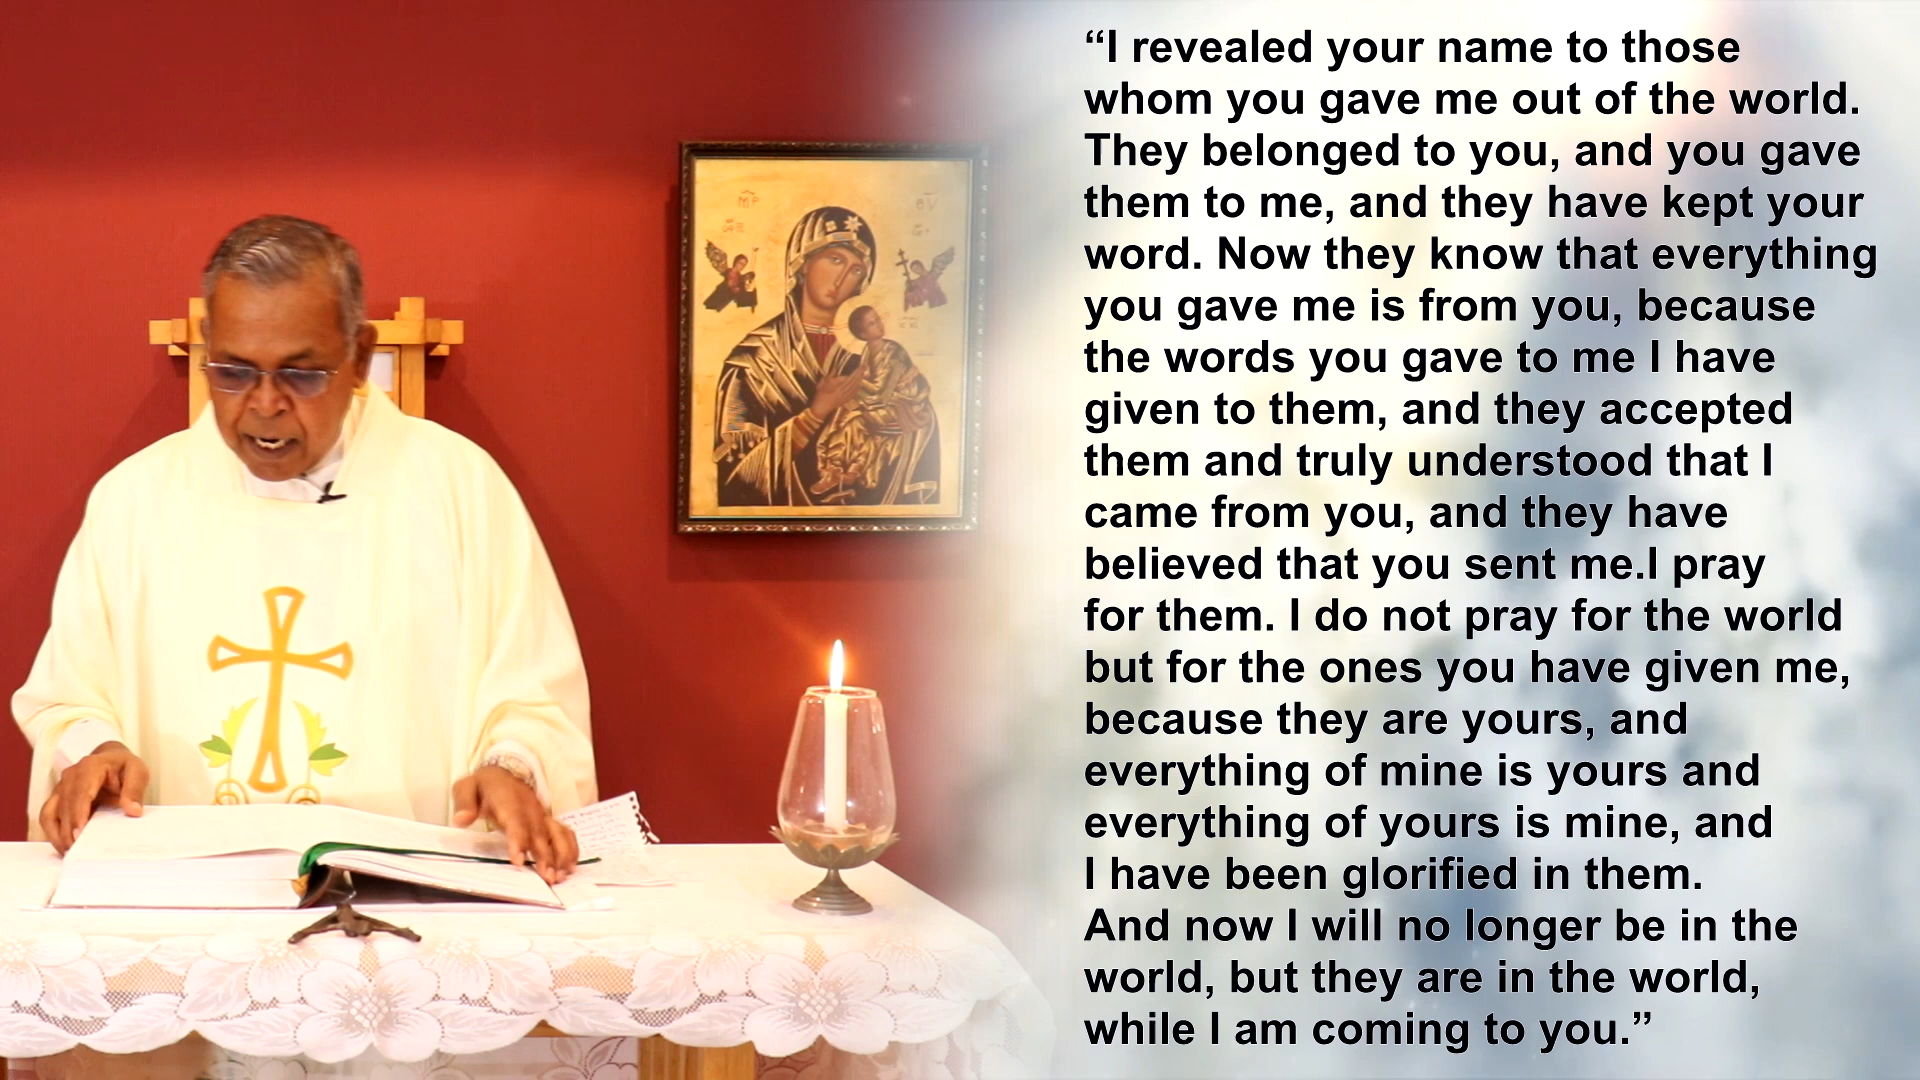 “I revealed your name to those
whom you gave me out of the world.
They belonged to you, and you gave
them to me, and they have kept your
word. Now they know that everything
you gave me is from you, because
the words you gave to me I have
given to them, and they accepted
them and truly understood that I
came from you, and they have
believed that you sent me.I pray
for them. I do not pray for the world
but for the ones you have given me,
because they are yours, and
everything of mine is yours and
everything of yours is mine, and
I have been glorified in them.
And now I will no longer be in the
world, but they are in the world,
while I am coming to you.”